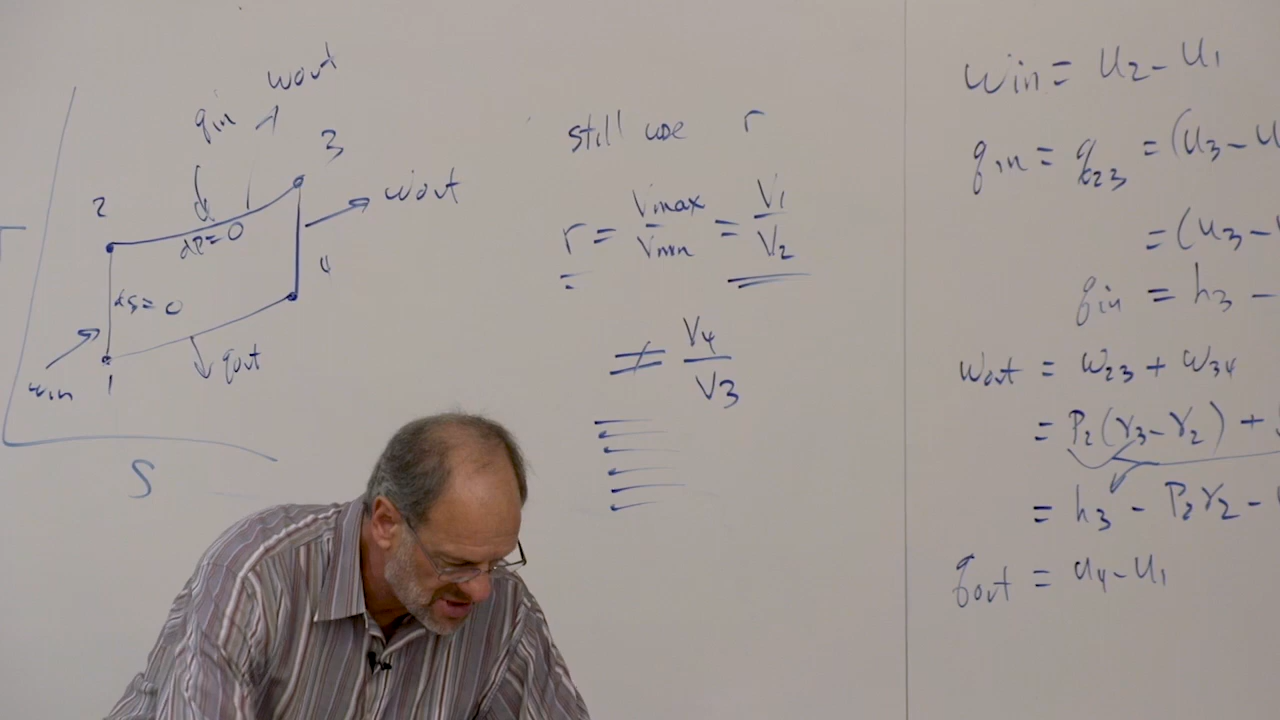 wout
qin
3
2
wout
dP=0
4
ds=0
qout
win
1
T
S
still use r
r = Vmax/Vmin = V1/V2
≠ V4/V3
win = u2 - u1
qin = q23 = (u3 - u
= (u3 -
qin = h3 -
wout = w23 + w34
= P2(v3 - v2) +
= h3 - P2v2 -
qout = u4 - u1